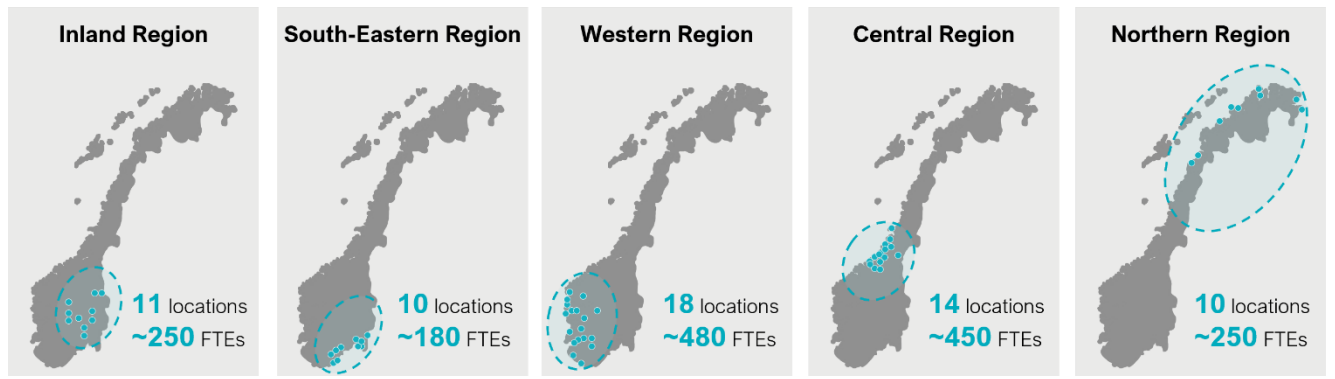 Inland Region
11 locations
~250 FTEs
South-Eastern Region
10 locations
~180 FTEs
Western Region
18 locations
~480 FTEs
Central Region
14 locations
~450 FTEs
Northern Region
10 locations
~250 FTEs